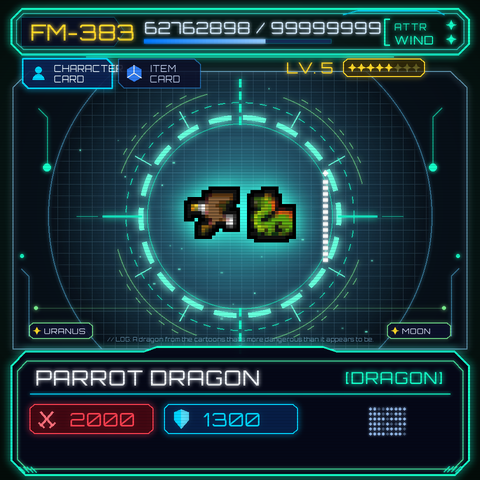 FM-383
62762898 / 99999999
ATTR
WIND
CHARACTER
CARD
ITEM
CARD
LV.5
URANUS
MOON
// LOG: A dragon from the cartoons that is more dangerous than it appears to be
PARROT DRAGON
[DRAGON]
2000
1300